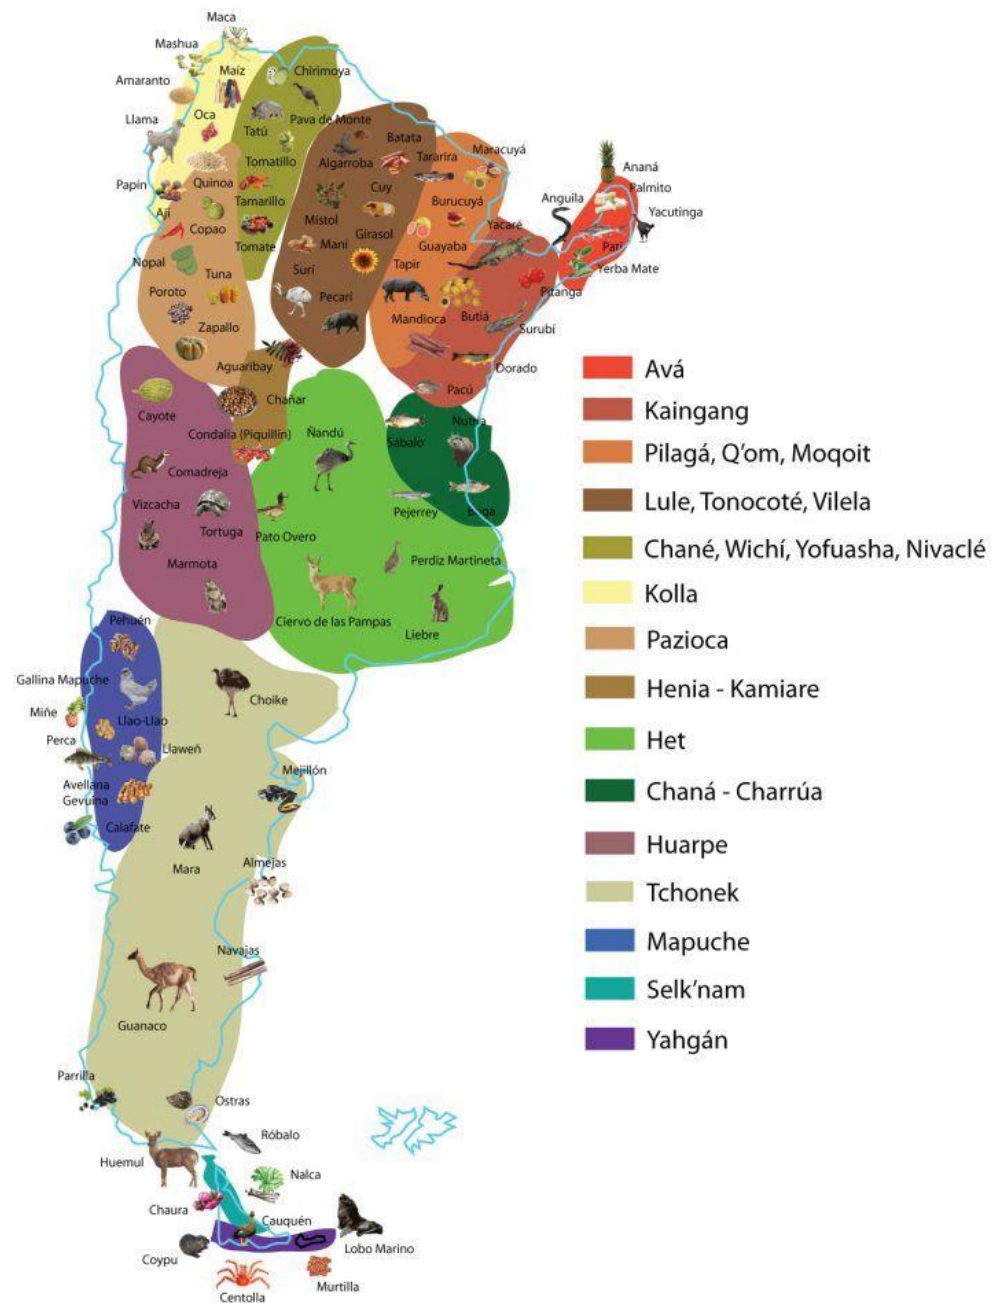 Maca
Mashua
Maíz
Chirimoya
Amaranto
Llama
Oca
Tatú
Pava de Monte
Batata
Algarroba
Tararira
Maracuyá
Tomatillo
Ananá
Papín
Quinoa
Cuy
Palmito
Tamarillo
Burucuyá
Anguila
Yacutinga
Ají
Copao
Mistol
Girasol
Yacaré
Tomate
Maní
Guayaba
Pati
Nopal
Tuna
Surí
Tapir
Yerba Mate
Poroto
Pecarí
Pitanga
Zapallo
Mandioca
Butiá
Surubí
Aguaribay
Dorado
Pacú
Cayote
Chañar
Condalia (Piquillín)
Ñandú
Sábalo
Nutria
Comadreja
Vizcacha
Tortuga
Pato Overo
Pejerrey
Boga
Marmota
Perdíz Martineta
Ciervo de las Pampas
Liebre
Pehuén
Gallina Mapuche
Choike
Miñe
Llao-Llao
Perca
Llaweñ
Mejillón
Avellana
Gevuina
Calafate
Mara
Almejas
Navajas
Guanaco
Parrilla
Ostras
Róbalo
Huemul
Nalca
Chaura
Cauquén
Lobo Marino
Coypu
Murtilla
Centolla
Avá
Kaingang
Pilagá, Q'om, Moqoit
Lule, Tonocoté, Vilela
Chané, Wichí, Yofuasha, Nivaclé
Kolla
Pazioca
Henia - Kamiare
Het
Chaná - Charrúa
Huarpe
Tchonek
Mapuche
Selk'nam
Yahgán